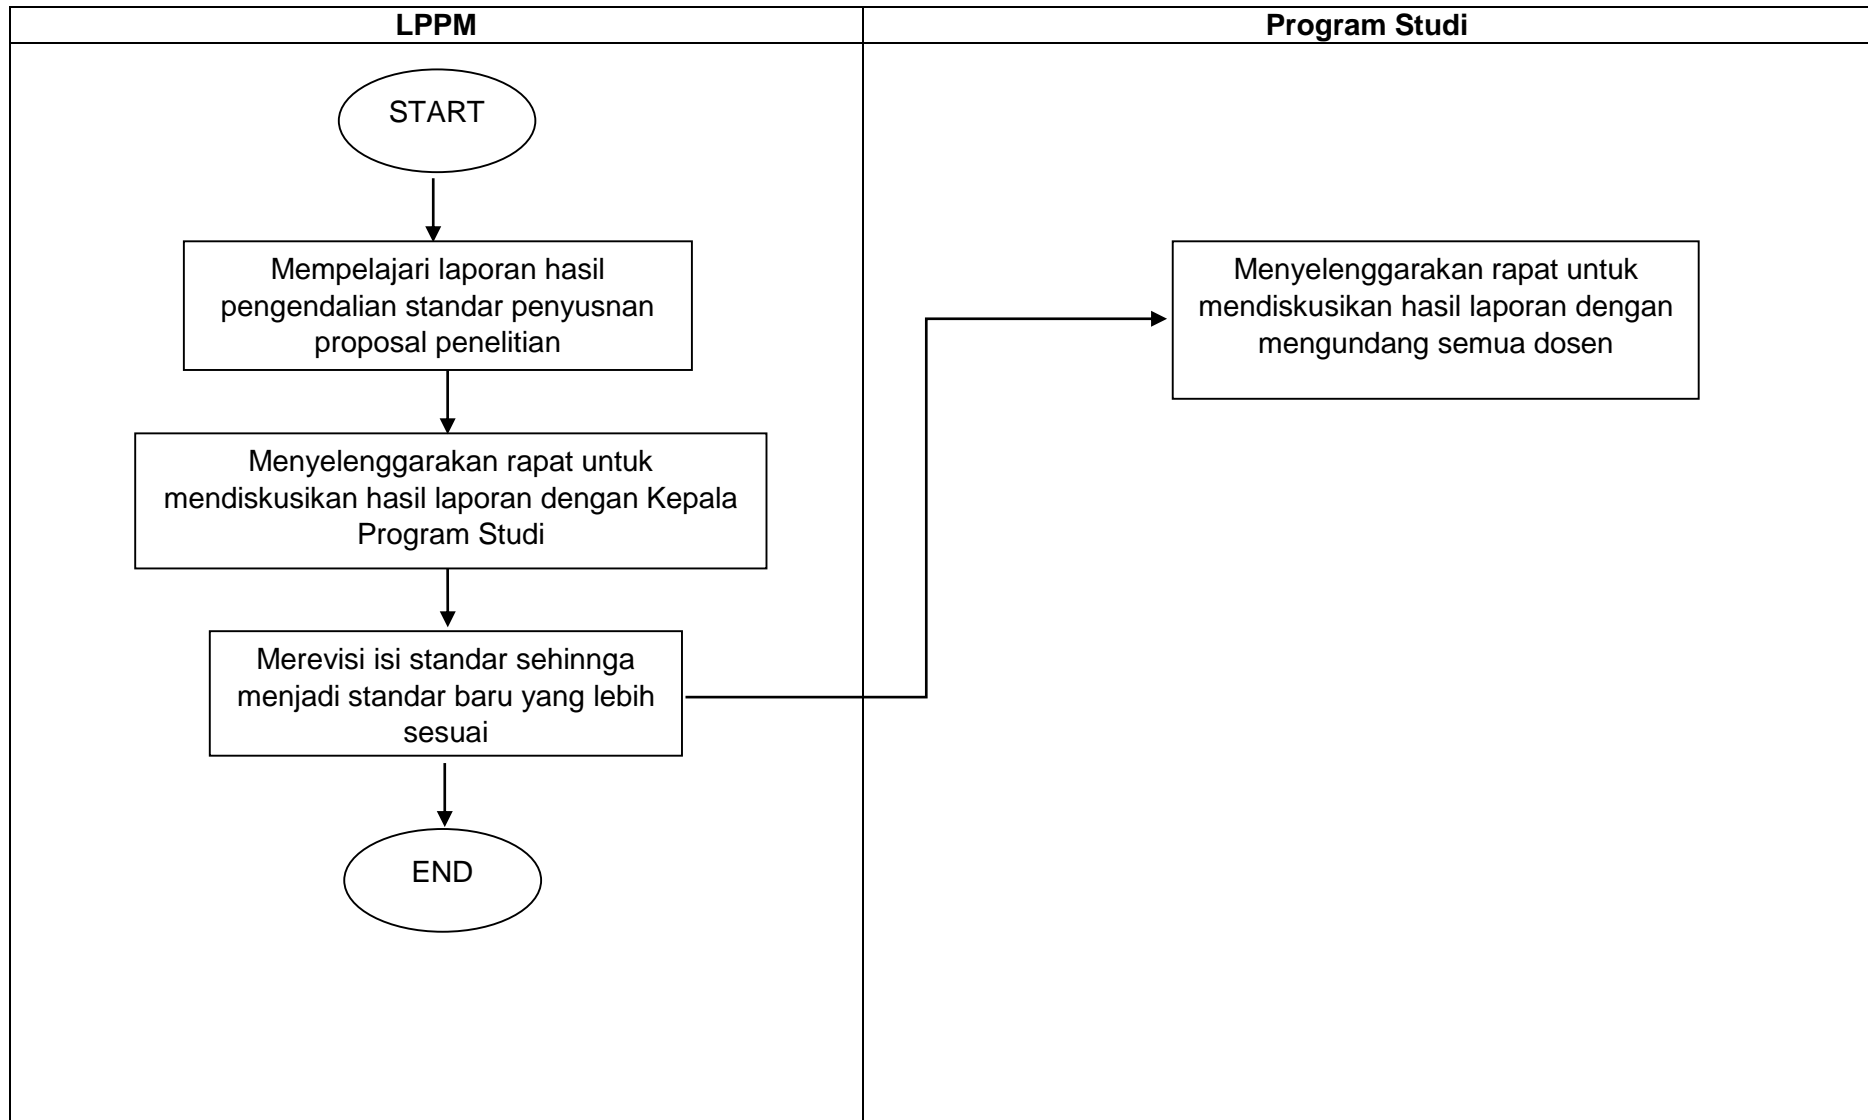 LPPM
Program Studi
START
Mempelajari laporan hasil
pengendalian standar penyusnan
proposal penelitian
Menyelenggarakan rapat untuk
mendiskusikan hasil laporan dengan Kepala
Program Studi
Merevisi isi standar sehinnga
menjadi standar baru yang lebih
sesuai
END
Menyelenggarakan rapat untuk
mendiskusikan hasil laporan dengan
mengundang semua dosen